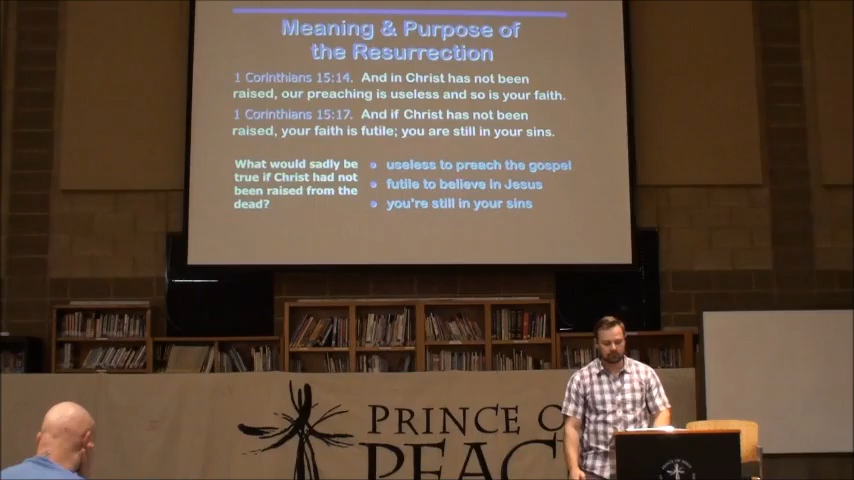 Meaning & Purpose of
the Resurrection
1 Corinthians 15:14. And in Christ has not been
raised, our preaching is useless and so is your faith.
1 Corinthians 15:17. And if Christ has not been
raised, your faith is futile; you are still in your sins.
What would sadly be
true if Christ had not
been raised from the
dead?
• useless to preach the gospel
• futile to believe in Jesus
• you're still in your sins
PRINCE O
PEAC